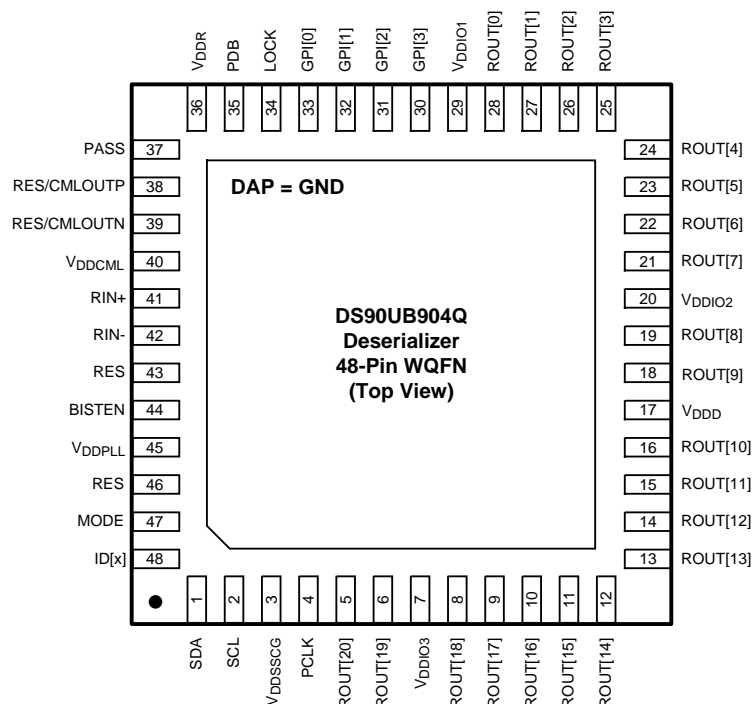 VDDR
PDB
LOCK
GPI[0]
GPI[1]
GPI[2]
GPI[3]
VDDIO1
ROUT[0]
ROUT[1]
ROUT[2]
ROUT[3]
36
35
34
33
32
31
30
29
28
27
26
25
PASS 37
RES/CMLOUTP 38
RES/CMLOUTN 39
VDDCML 40
RIN+ 41
RIN- 42
RES 43
BISTEN 44
VDDPLL 45
RES 46
MODE 47
ID[x] 48
DAP = GND
DS90UB904Q
Deserializer
48-Pin WQFN
(Top View)
24 ROUT[4]
23 ROUT[5]
22 ROUT[6]
21 ROUT[7]
20 VDDIO2
19 ROUT[8]
18 ROUT[9]
17 VDDD
16 ROUT[10]
15 ROUT[11]
14 ROUT[12]
13 ROUT[13]
1
2
3
4
5
6
7
8
9
10
11
12
SDA
SCL
VDDSSCG
PCLK
ROUT[20]
ROUT[19]
VDDIO3
ROUT[18]
ROUT[17]
ROUT[16]
ROUT[15]
ROUT[14]